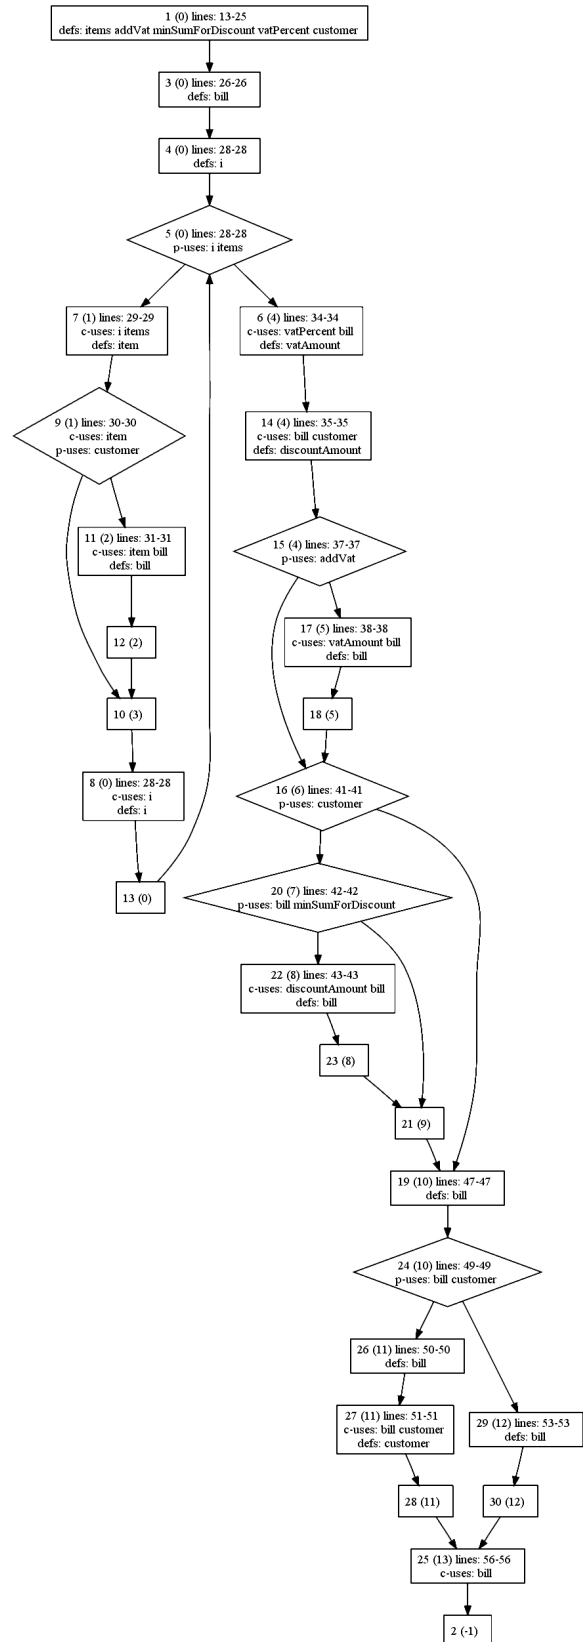 1 (0) lines: 13-25
defs: items addVat minSumForDiscount vatPercent customer
3 (0) lines: 26-26
defs: bill
4 (0) lines: 28-28
defs: i
5 (0) lines: 28-28
p-uses: i items
7 (1) lines: 29-29
c-uses: i items
defs: item
6 (4) lines: 34-34
c-uses: vatPercent bill
defs: vatAmount
9 (1) lines: 30-30
c-uses: item
p-uses: customer
14 (4) lines: 35-35
c-uses: bill customer
defs: discountAmount
11 (2) lines: 31-31
c-uses: item bill
defs: bill
15 (4) lines: 37-37
p-uses: addVat
12 (2)
17 (5) lines: 38-38
c-uses: vatAmount bill
defs: bill
10 (3)
18 (5)
8 (0) lines: 28-28
c-uses: i
defs: i
16 (6) lines: 41-41
p-uses: customer
13 (0)
20 (7) lines: 42-42
p-uses: bill minSumForDiscount
22 (8) lines: 43-43
c-uses: discountAmount bill
defs: bill
23 (8)
21 (9)
19 (10) lines: 47-47
defs: bill
24 (10) lines: 49-49
p-uses: bill customer
26 (11) lines: 50-50
defs: bill
27 (11) lines: 51-51
c-uses: bill customer
defs: customer
29 (12) lines: 53-53
defs: bill
28 (11)
30 (12)
25 (13) lines: 56-56
c-uses: bill
2 (-1)